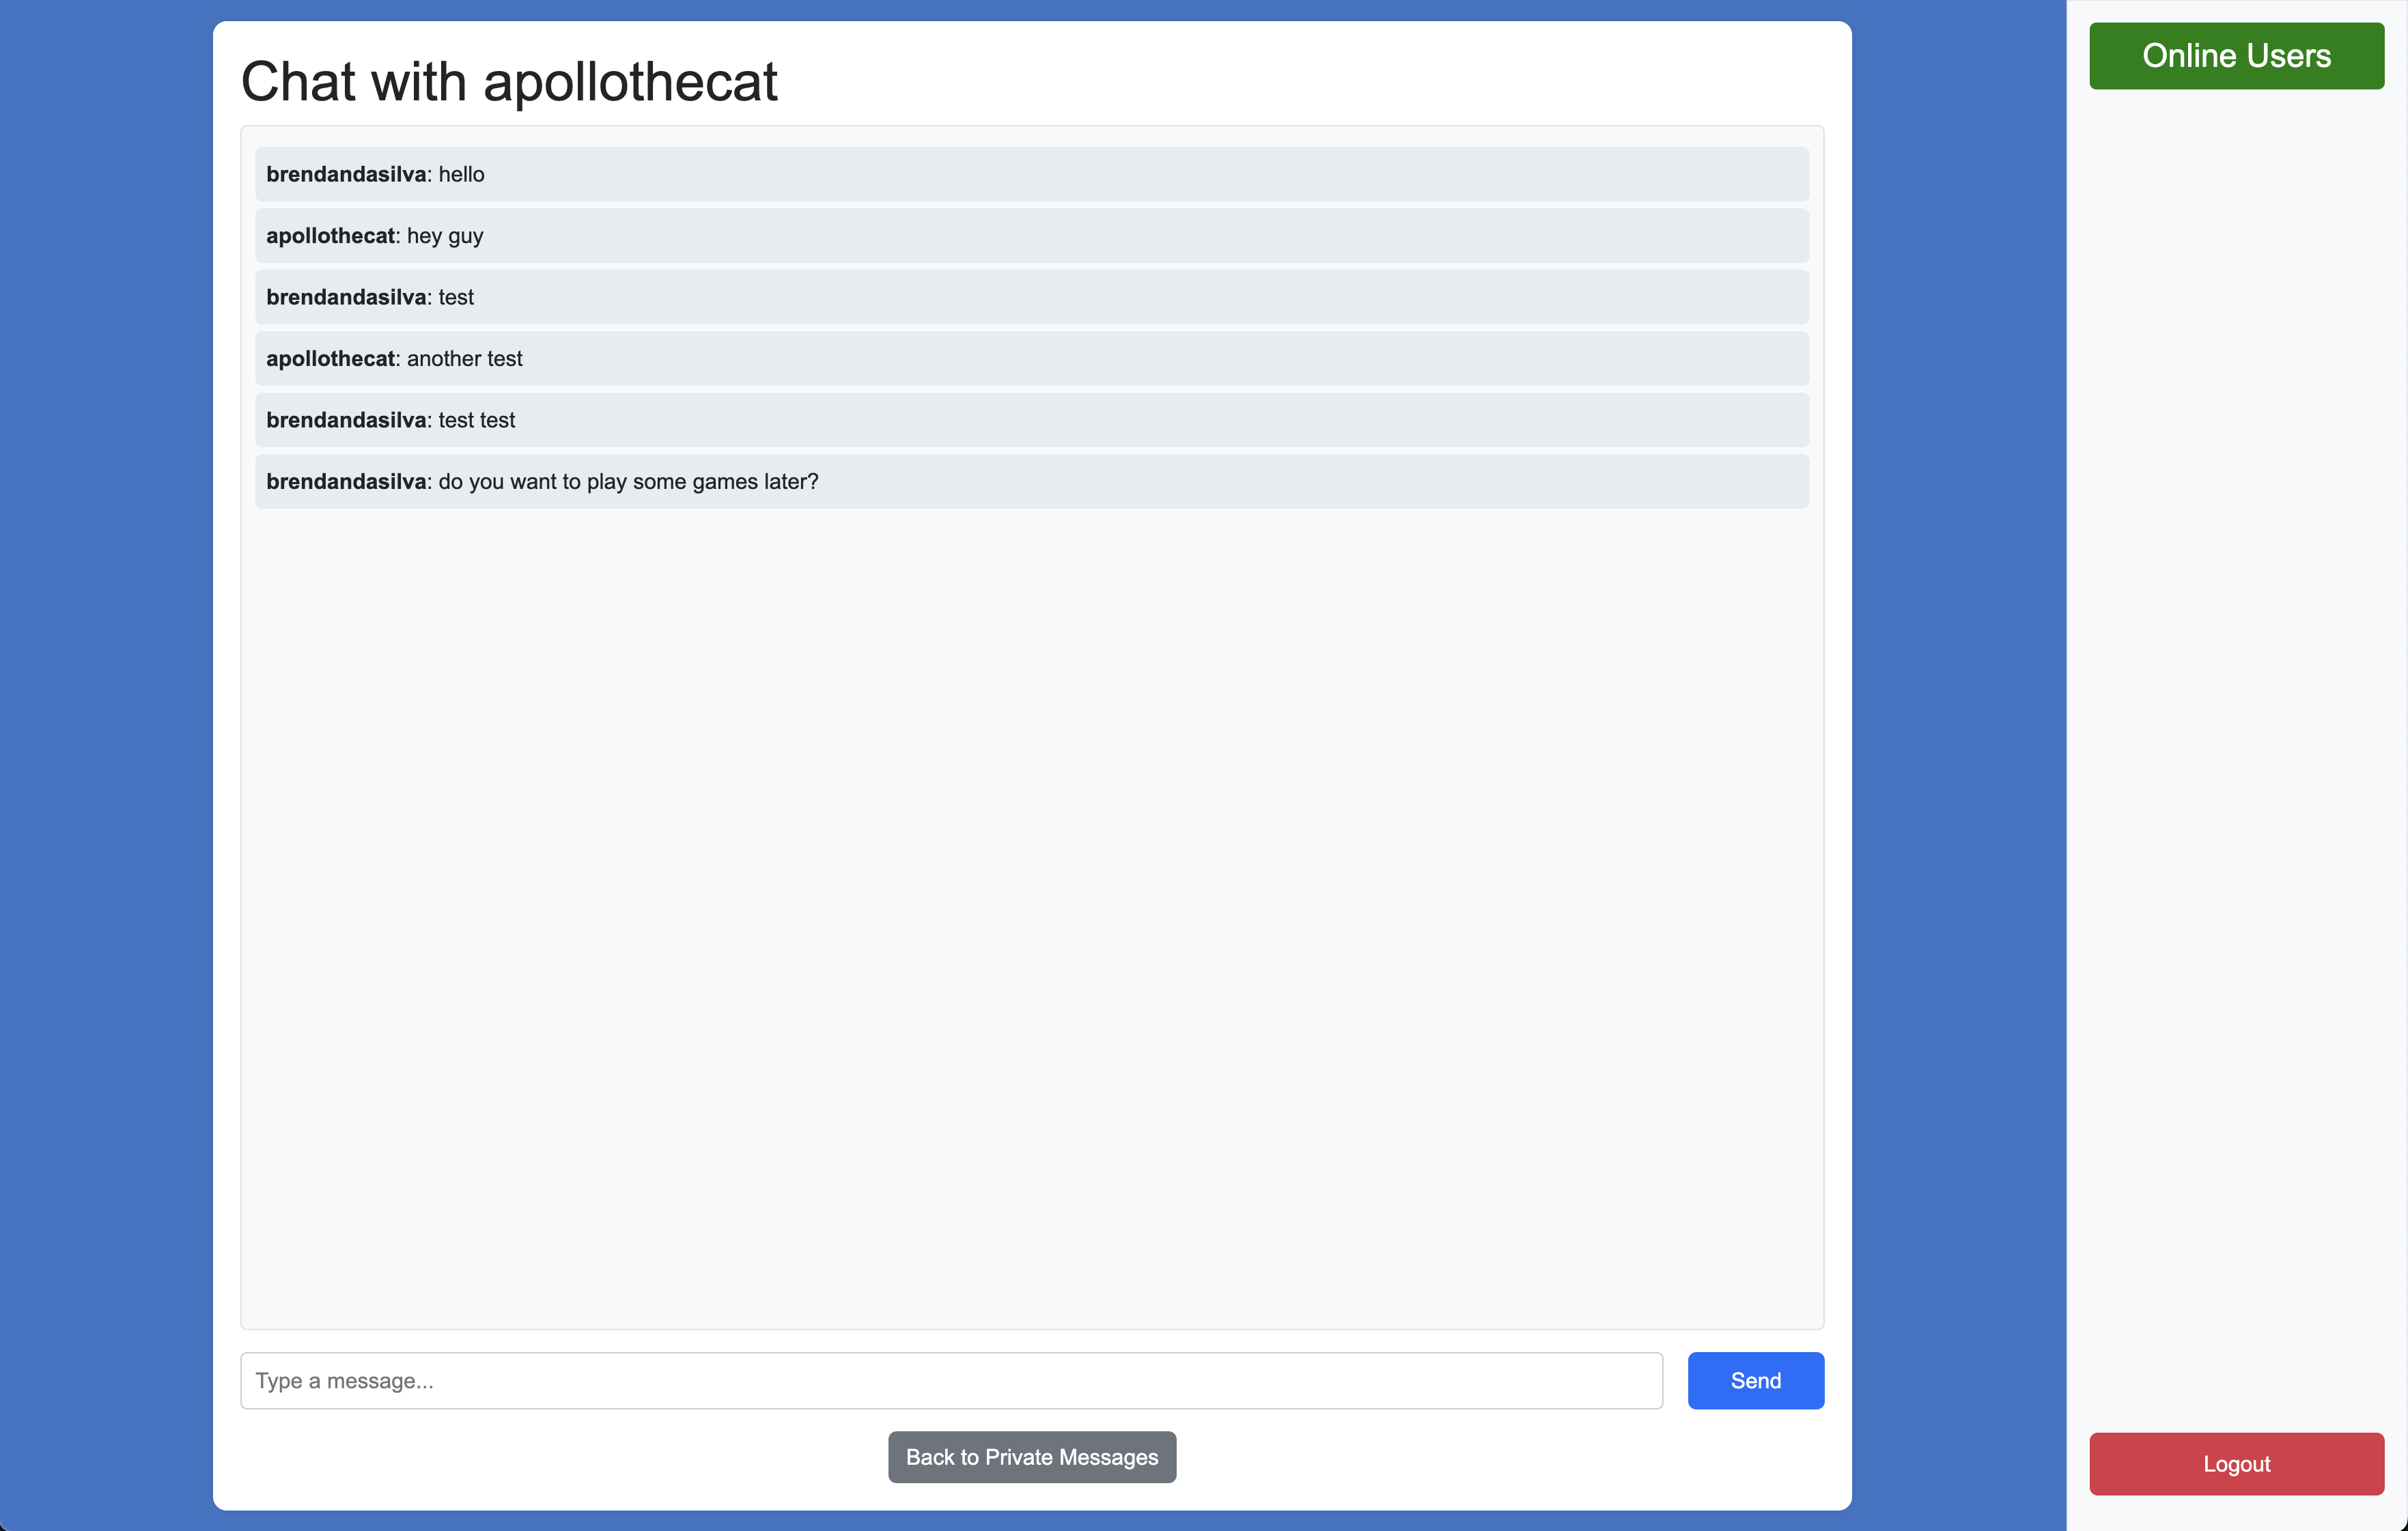 Chat with apollothecat
brendandasilva: hello
apollothecat: hey guy
brendandasilva: test
apollothecat: another test
brendandasilva: test test
brendandasilva: do you want to play some games later?
Type a message...
Send
Back to Private Messages
Online Users
Logout